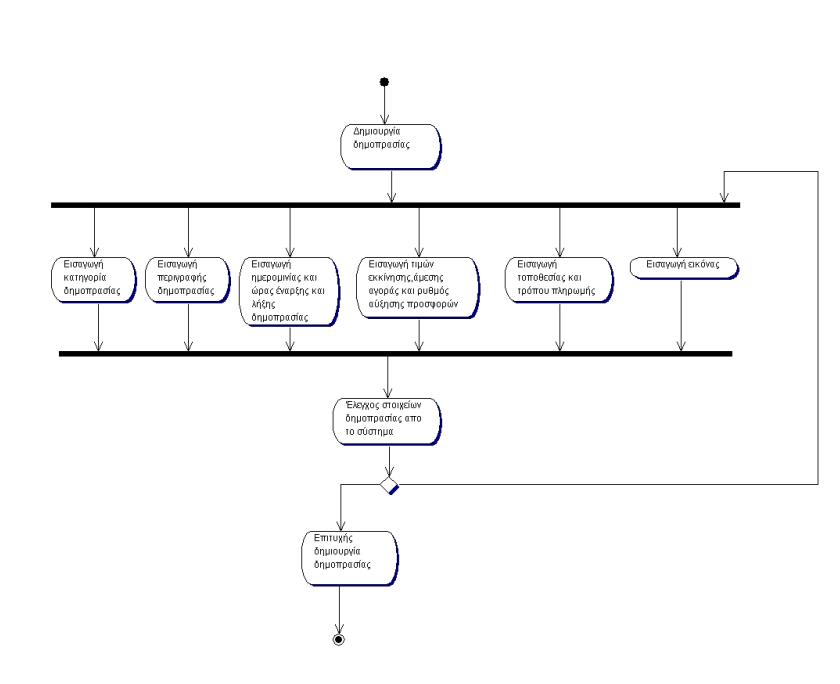 Δημιουργία
δημοπρασίας
Εισαγωγή
κατηγορία
δημοπρασίας
Εισαγωγή
περιγραφής
δημοπρασίας
Εισαγωγή
ημερομινίας και
ώρας έναρξης και
λήξης
δημοπρασίας
Εισαγωγή τιμών
εκκίνησης,άμεσης
αγοράς και ρυθμός
αύξησης προσφορών
Εισαγωγή
τοποθεσίας και
τρόπου πληρωμής
Εισαγωγή εικόνας
Έλεγχος στοιχείων
δημοπρασίας απο
το σύστημα
Επιτυχής
δημιουργία
δημοπρασίας